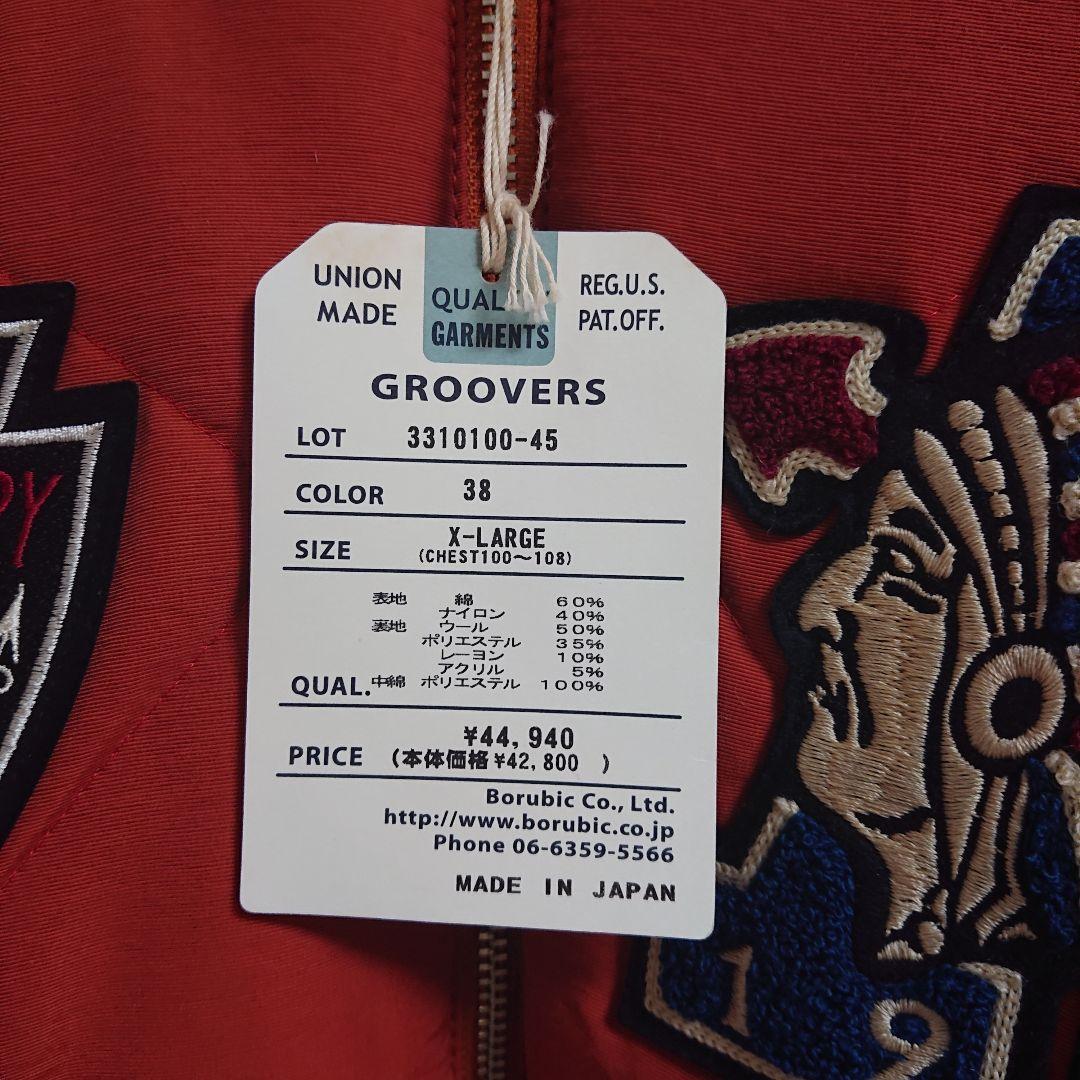 UNION MADE
QUAL
GARMENTS
REG.U.S.
PAT.OFF.
GROOVERS
LOT 3310100-45
COLOR 38
SIZE X-LARGE
(CHEST100〜108)
表地 綿 60%
ナイロン 40%
裏地 ウール 50%
ポリエステル 35%
レーヨン 10%
アクリル 5%
QUAL. 中綿 ポリエステル 100%
¥44,940
PRICE (本体価格¥42,800 )
Borubic Co., Ltd.
http://www.borubic.co.jp
Phone 06-6359-5566
MADE IN JAPAN
19